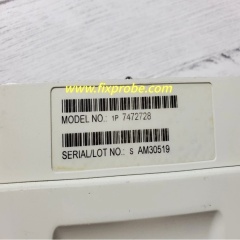 www.fixprobe.com
MODEL NO.: 1P 7472728
SERIAL/LOT NO.: S AM30519